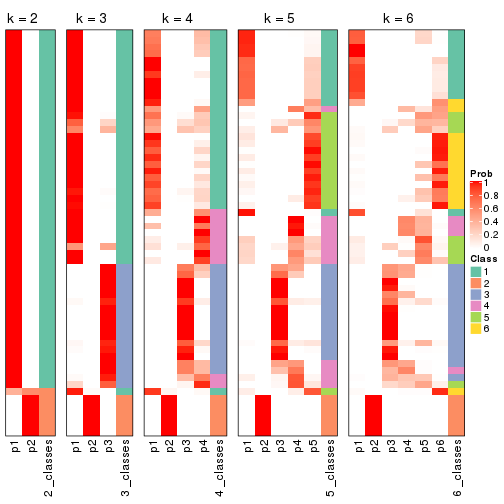 k = 2
k = 3
k = 4
k = 5
k = 6
Prob
1
0.8
0.6
0.4
0.2
0
Class
1
2
3
4
5
6
p1
p2
2_classes
p1
p2
p3
3_classes
p1
p2
p3
p4
4_classes
p1
p2
p3
p4
p5
5_classes
p1
p2
p3
p4
p5
p6
6_classes